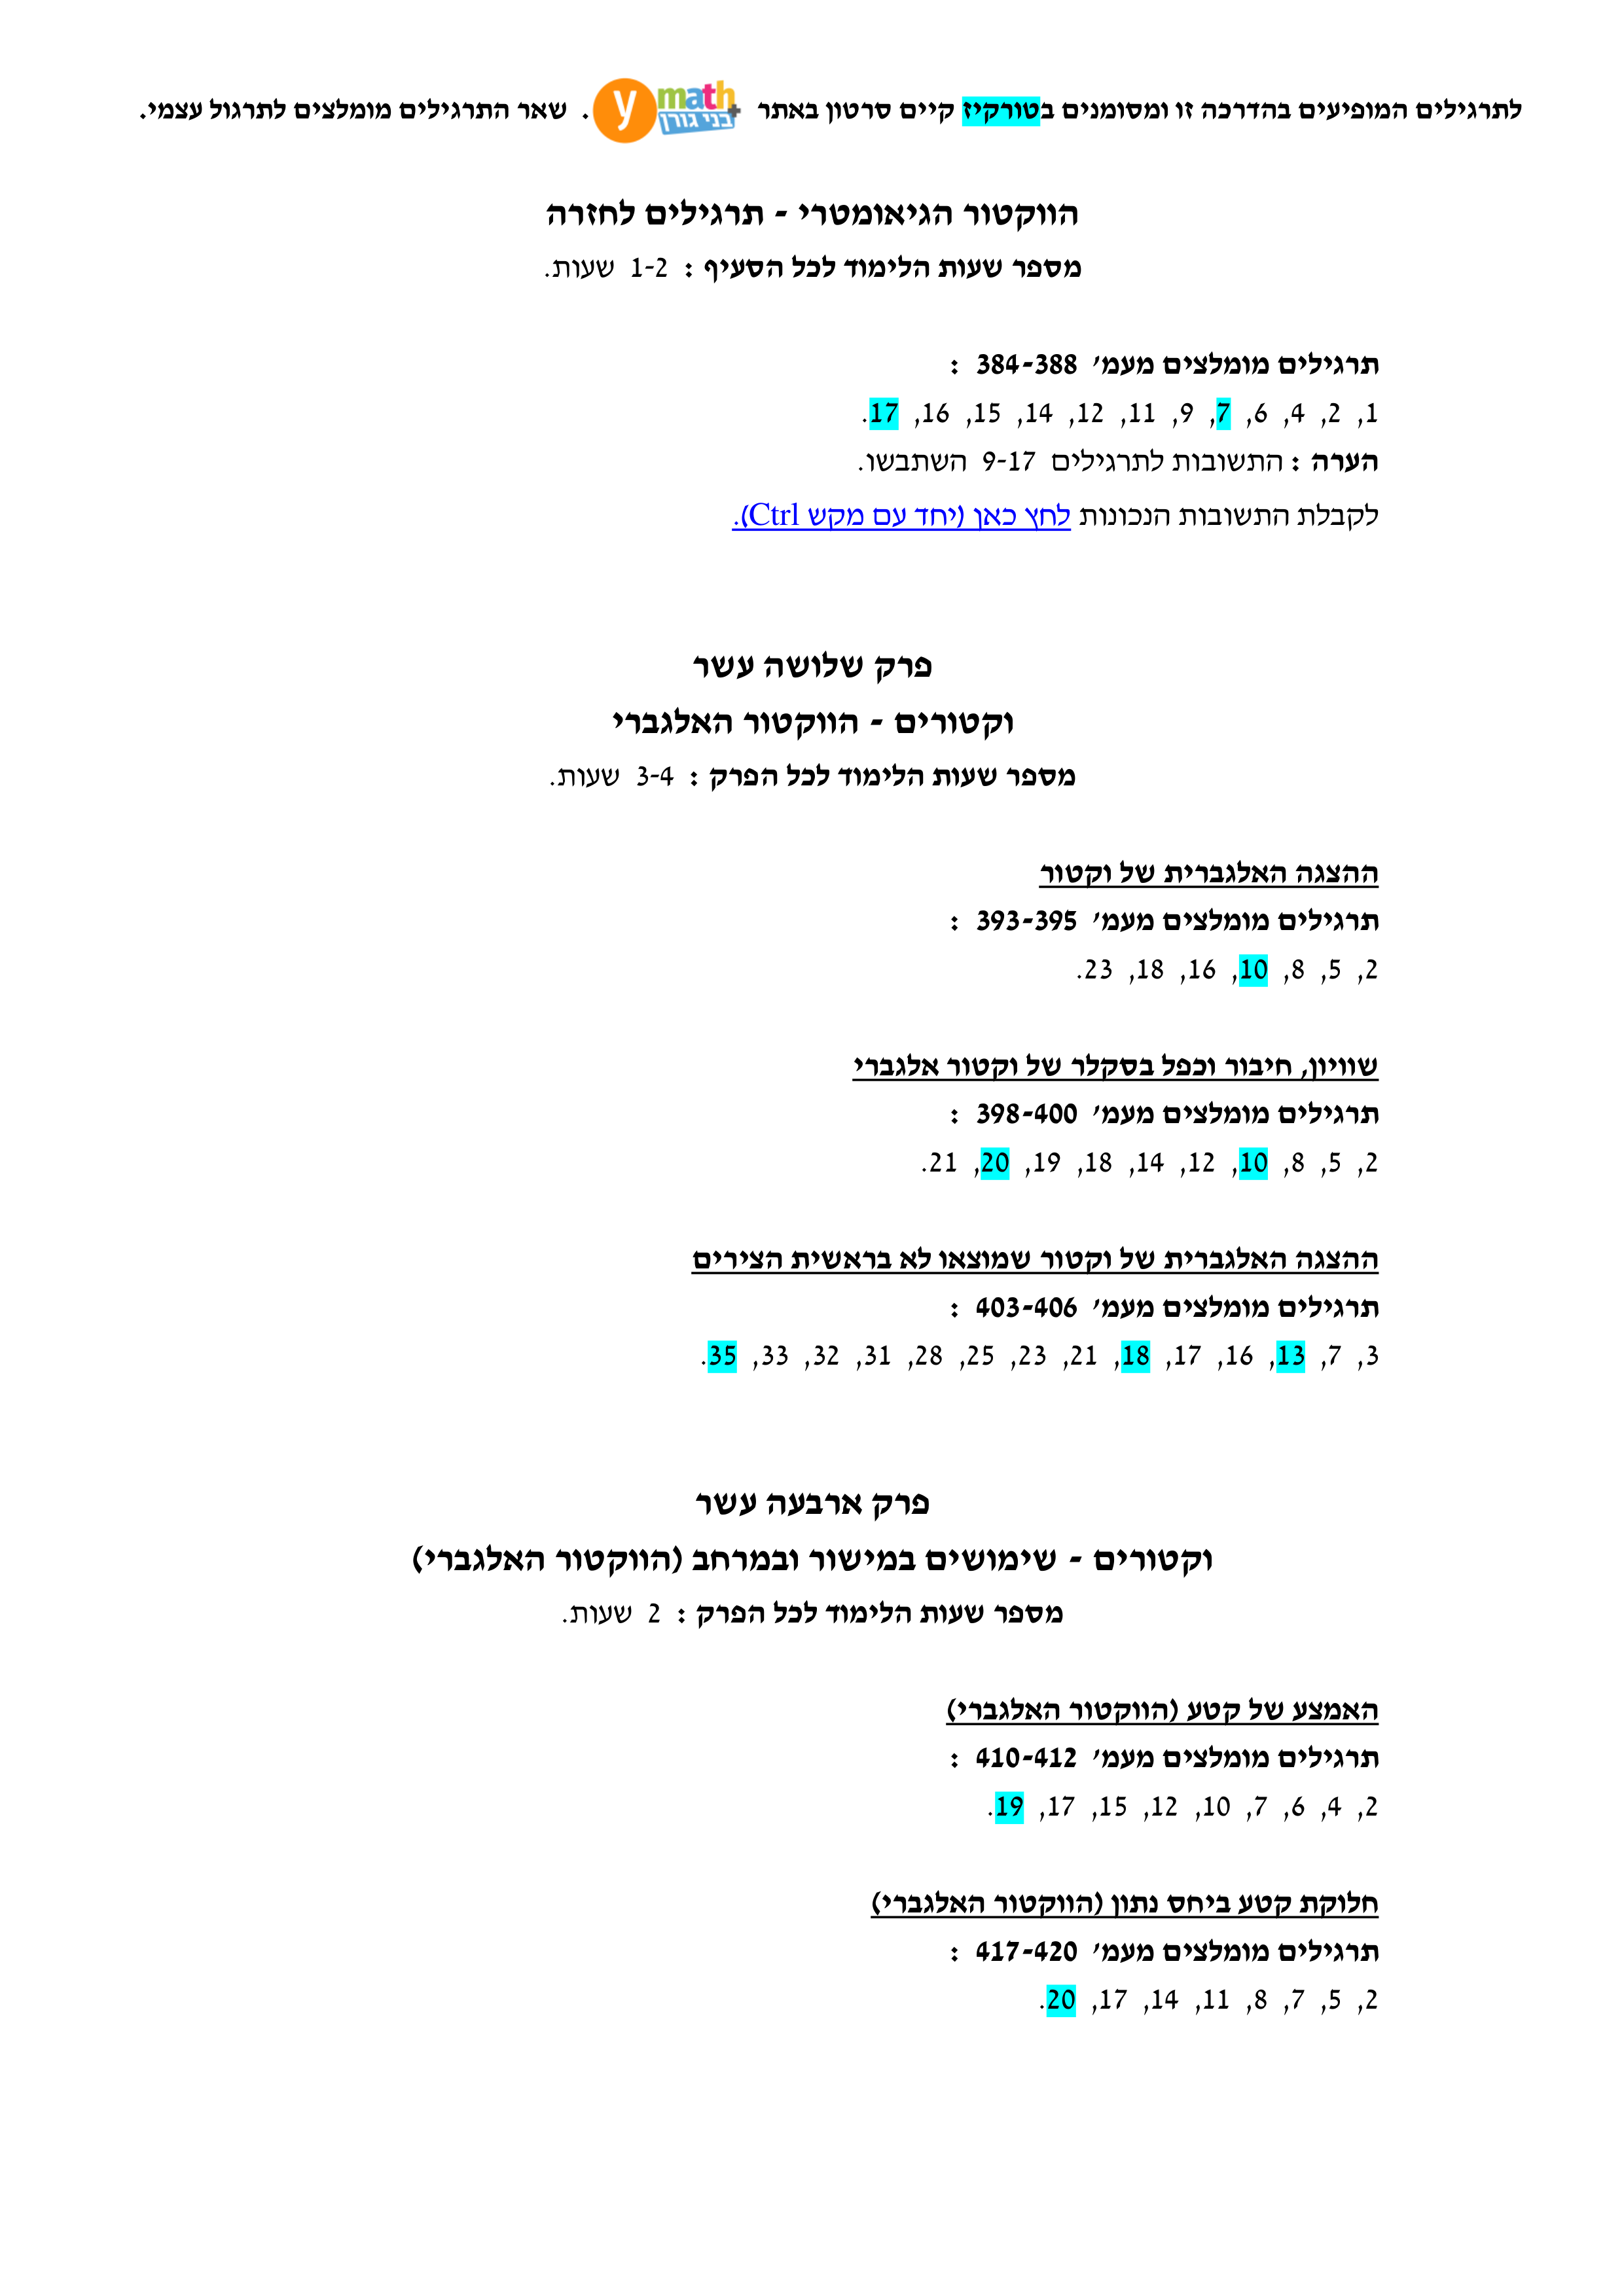 לתרגילים המופיעים בהדרכה זו ומסומנים בטורקיז קיים סרטון באתר y math+ בני גורן . שאר התרגילים מומלצים לתרגול עצמי.
הווקטור הגיאומטרי - תרגילים לחזרה
מספר שעות הלימוד לכל הסעיף : 1-2 שעות.
תרגילים מומלצים מעמ' 384-388 :
1, 2, 4, 6, 7, 9, 11, 12, 14, 15, 16, 17.
הערה : התשובות לתרגילים 9-17 השתבשו.
לקבלת התשובות הנכונות לחץ כאן (יחד עם מקש Ctrl).
פרק שלושה עשר
וקטורים - הווקטור האלגברי
מספר שעות הלימוד לכל הפרק : 3-4 שעות.
ההצגה האלגברית של וקטור
תרגילים מומלצים מעמ' 393-395 :
2, 5, 8, 10, 16, 18, 23.
שוויון, חיבור וכפל בסקלר של וקטור אלגברי
תרגילים מומלצים מעמ' 398-400 :
2, 5, 8, 10, 12, 14, 18, 19, 20, 21.
ההצגה האלגברית של וקטור שמוצאו לא בראשית הצירים
תרגילים מומלצים מעמ' 403-406 :
3, 7, 13, 16, 17, 18, 21, 23, 25, 28, 31, 32, 33, 35.
פרק ארבעה עשר
וקטורים - שימושים במישור ובמרחב (הווקטור האלגברי)
מספר שעות הלימוד לכל הפרק : 2 שעות.
האמצע של קטע (הווקטור האלגברי)
תרגילים מומלצים מעמ' 410-412 :
2, 4, 6, 7, 10, 12, 15, 17, 19.
חלוקת קטע ביחס נתון (הווקטור האלגברי)
תרגילים מומלצים מעמ' 417-420 :
2, 5, 7, 8, 11, 14, 17, 20.